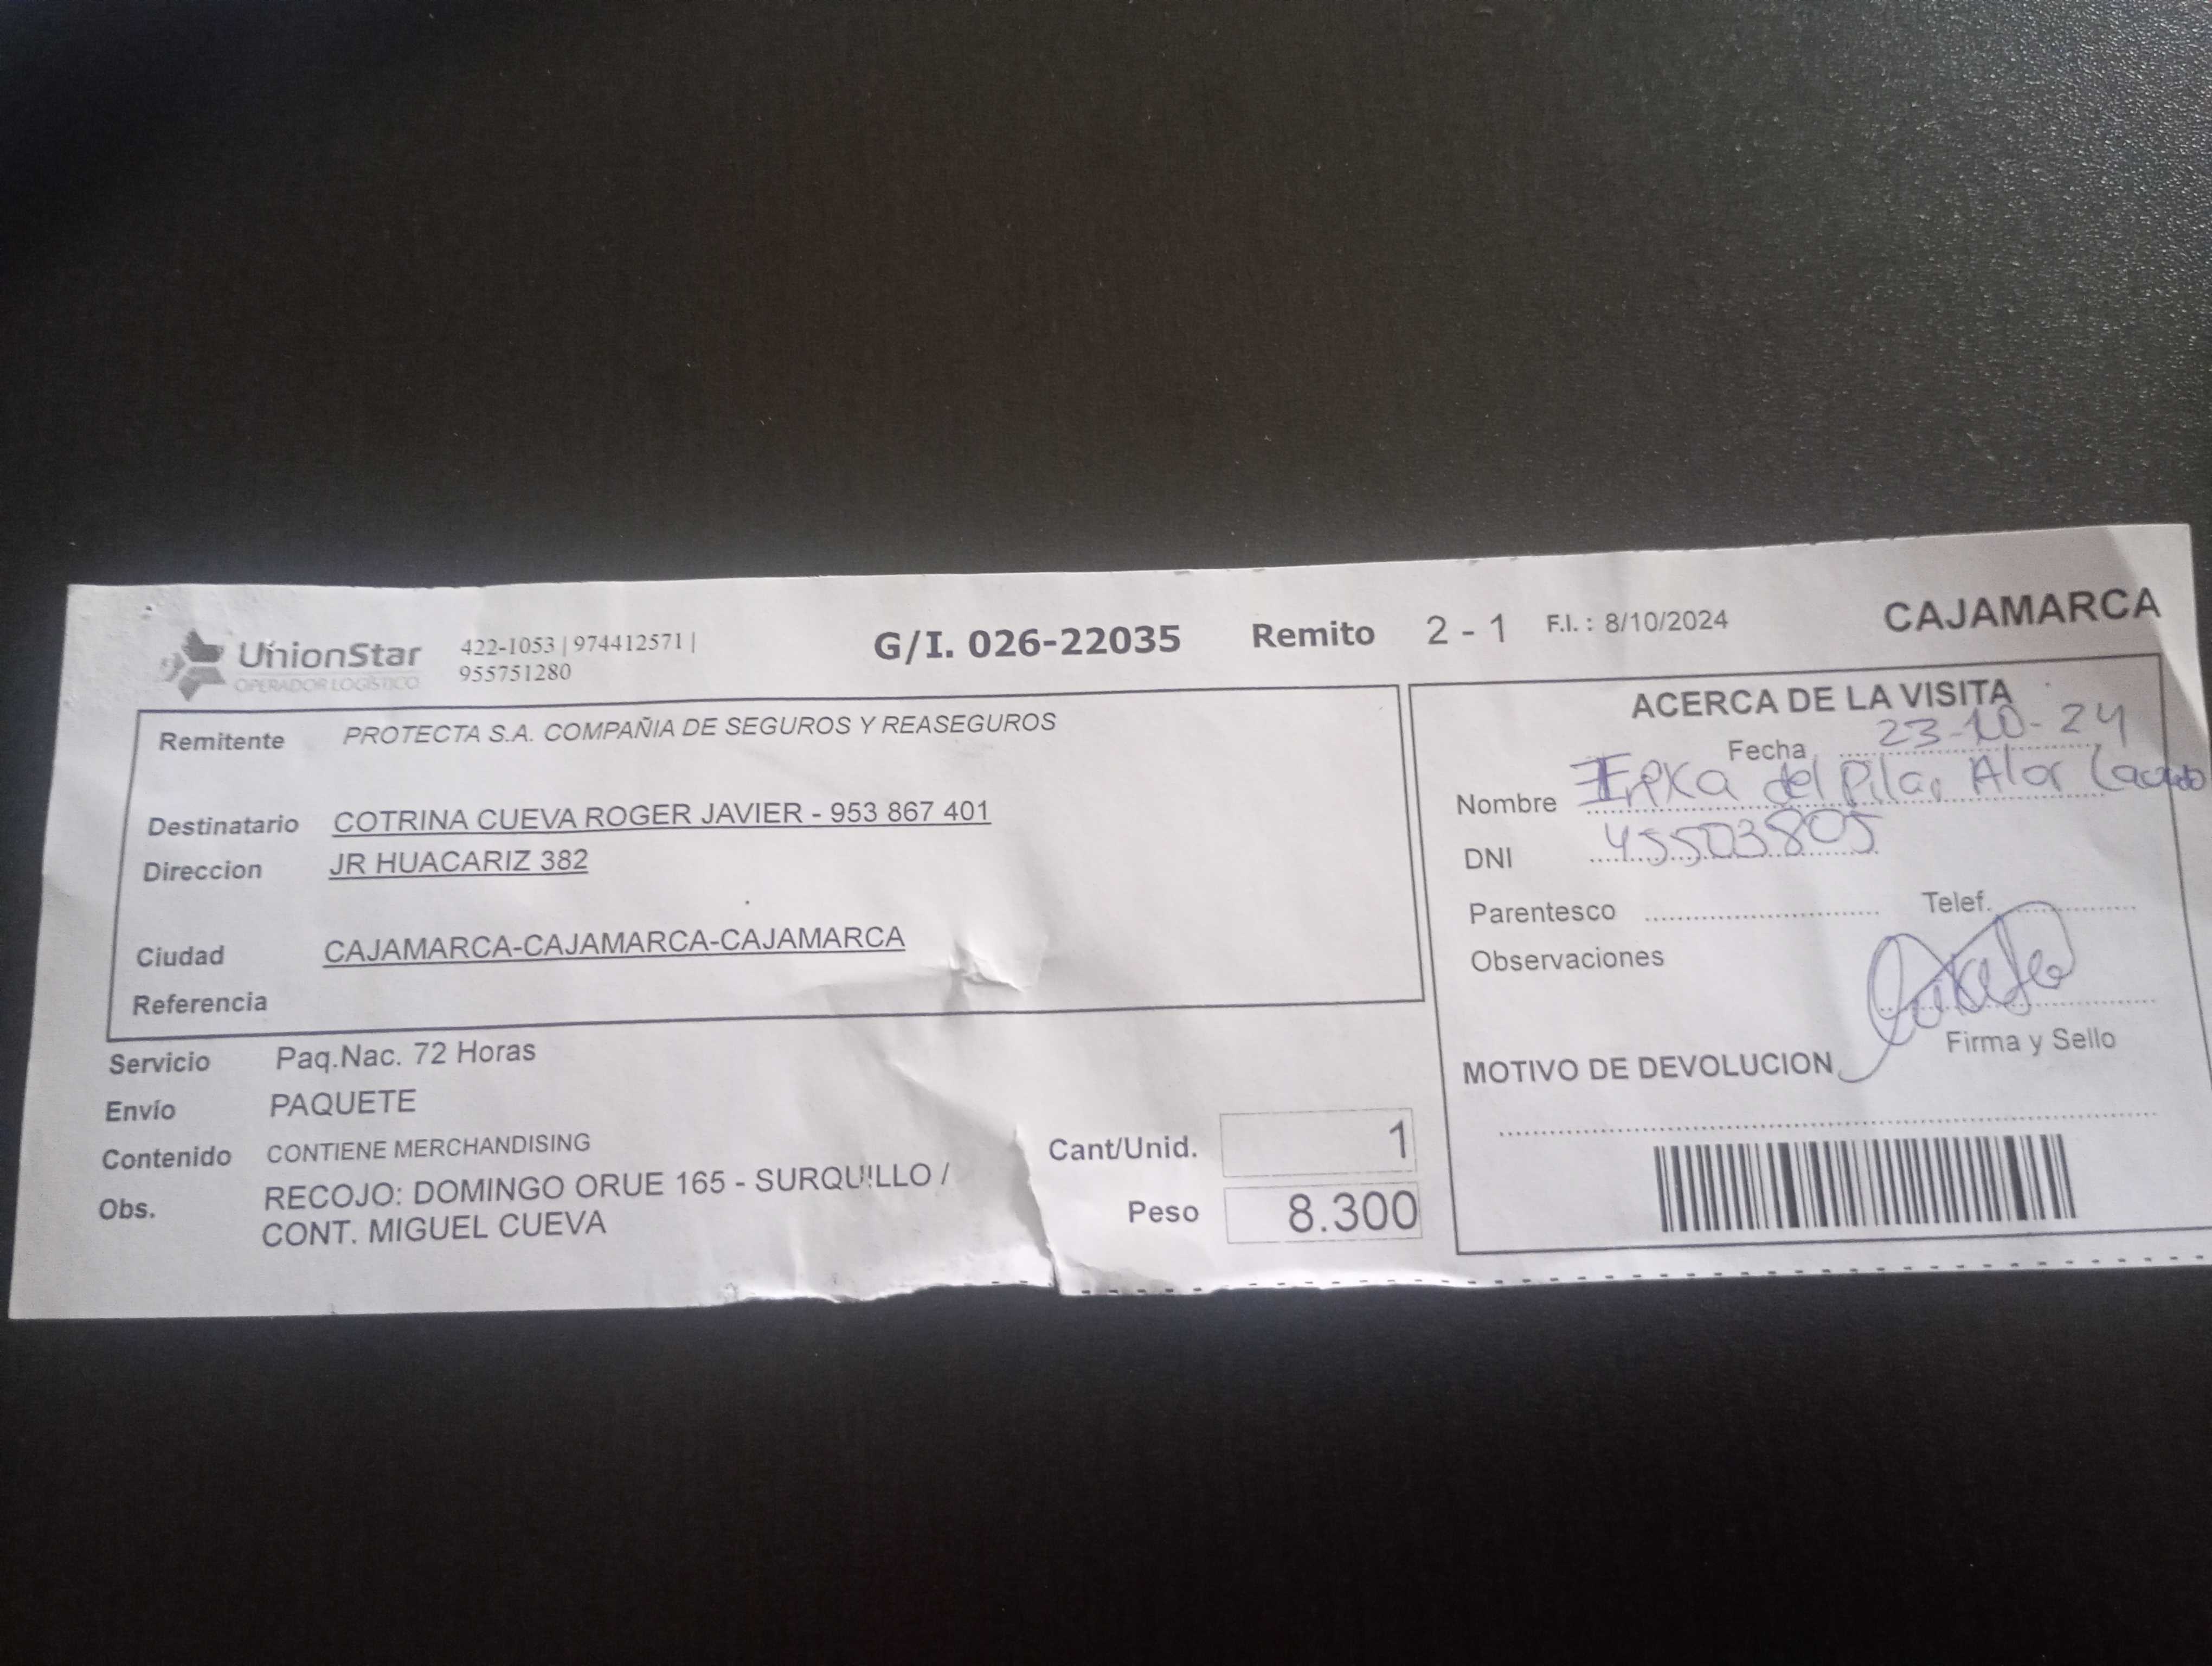 UnionStar
OPERADOR LOGÍSTICO
422-1053 | 974412571 |
955751280
G/I. 026-22035 Remito 2 - 1 F.I. : 8/10/2024 CAJAMARCA
Remitente PROTECTA S.A. COMPAÑIA DE SEGUROS Y REASEGUROS
Destinatario COTRINA CUEVA ROGER JAVIER - 953 867 401
Direccion JR HUACARIZ 382
Ciudad CAJAMARCA-CAJAMARCA-CAJAMARCA
Referencia
Servicio Paq.Nac. 72 Horas
Envío PAQUETE
Contenido CONTIENE MERCHANDISING
Obs. RECOJO: DOMINGO ORUE 165 - SURQUILLO /
CONT. MIGUEL CUEVA
Cant/Unid. 1
Peso 8.300
ACERCA DE LA VISITA
Fecha 23-10-24
Nombre del Pilar Alor
DNI 45503805
Parentesco Telef.
Observaciones
Firma y Sello
MOTIVO DE DEVOLUCION